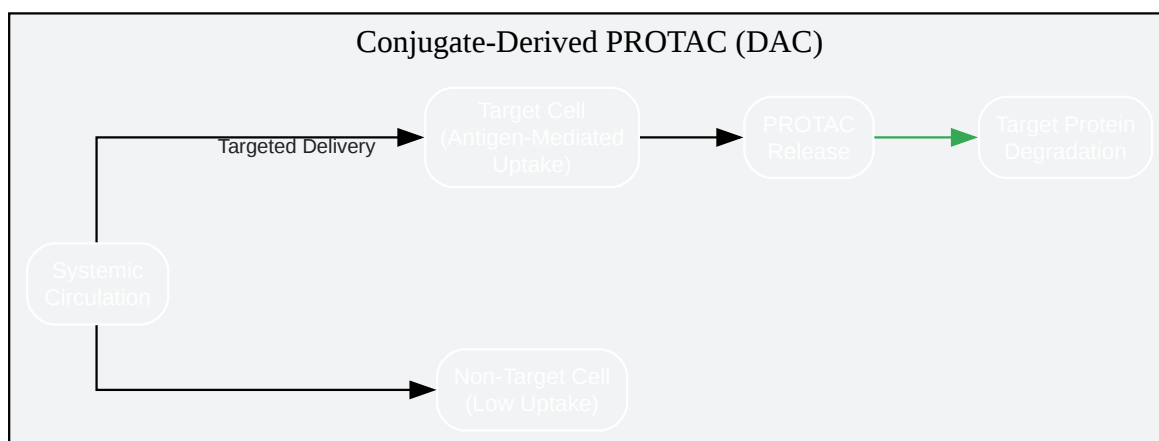 Conjugate-Derived PROTAC (DAC)
Target Cell
(Antigen-Mediated
Uptake)
PROTAC
Release
Target Protein
Degradation
Targeted Delivery
Systemic
Circulation
Non-Target Cell
(Low Uptake)